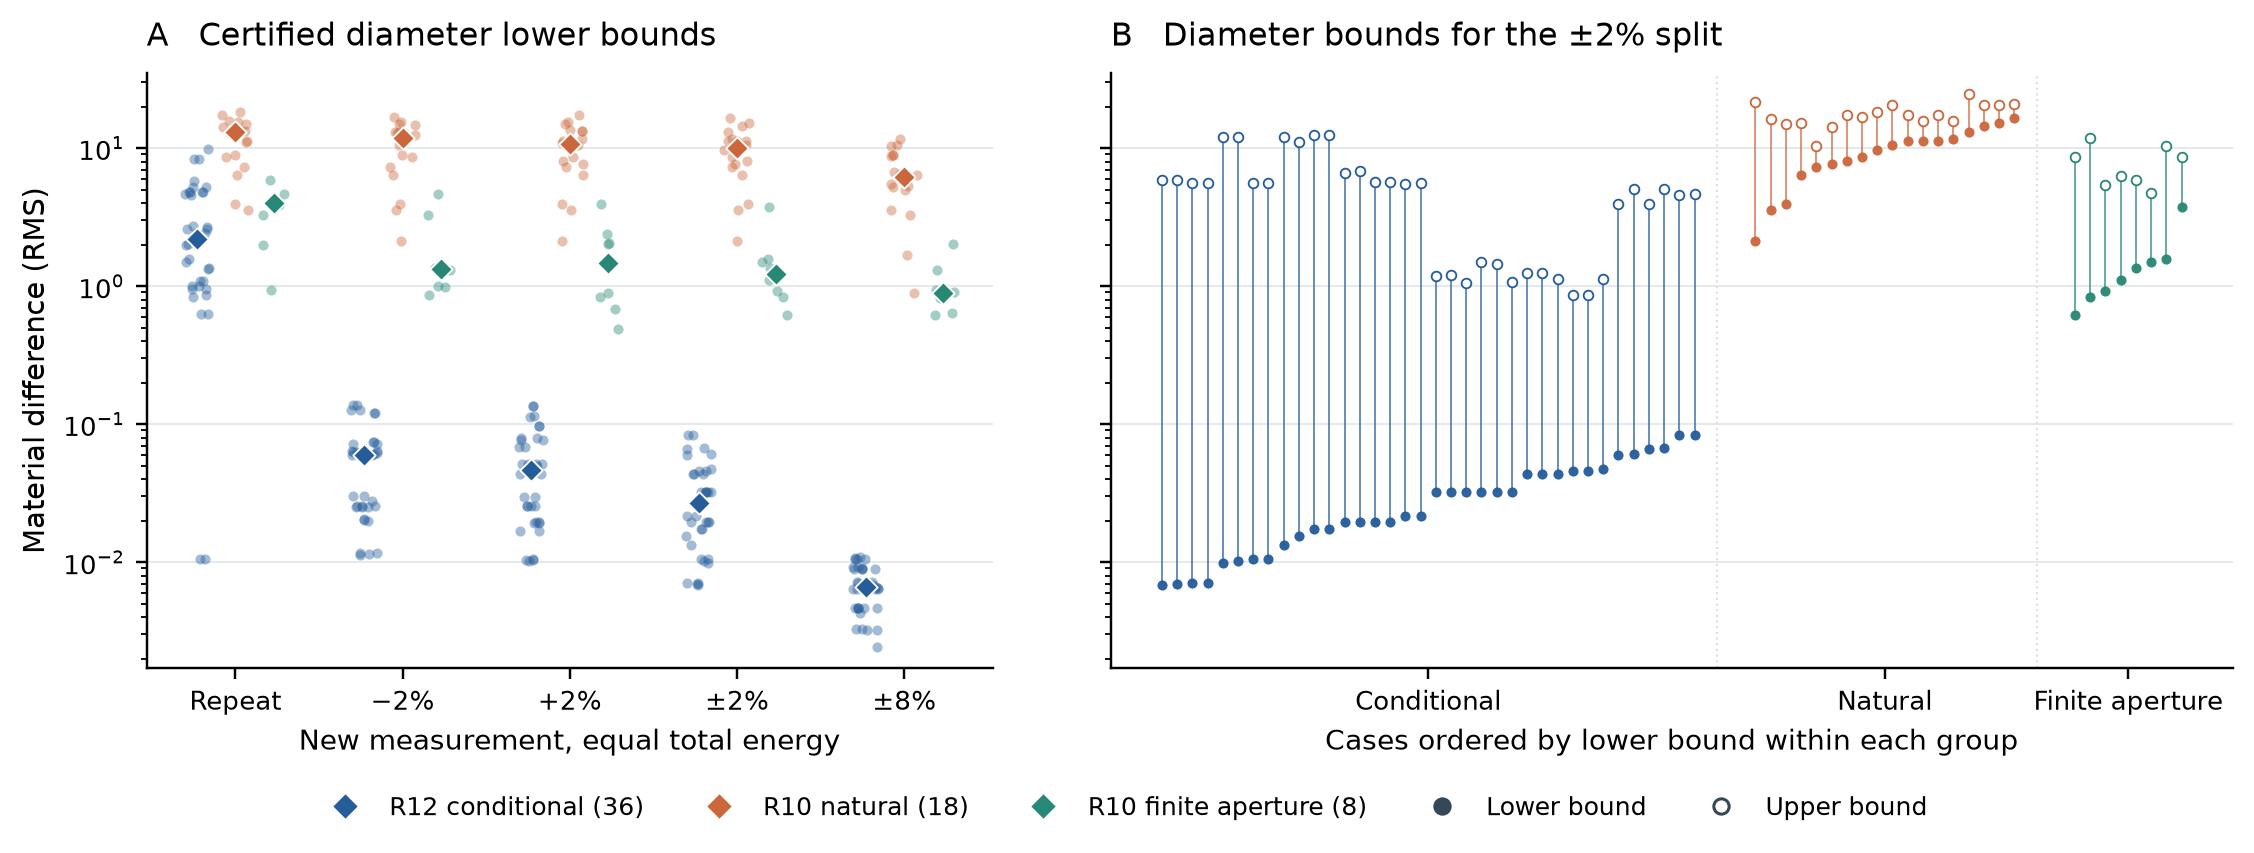 A Certified diameter lower bounds
B Diameter bounds for the ±2% split
Material difference (RMS)
10¹
10⁰
10⁻¹
10⁻²
Repeat
−2%
+2%
±2%
±8%
New measurement, equal total energy
Conditional
Natural
Finite aperture
Cases ordered by lower bound within each group
R12 conditional (36)
R10 natural (18)
R10 finite aperture (8)
Lower bound
Upper bound